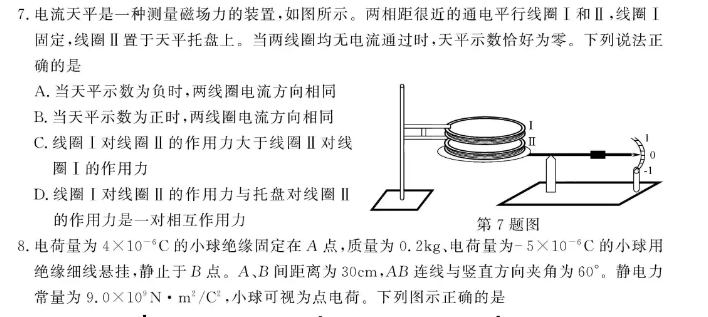 7.电流天平是一种测量磁场力的装置,如图所示。两相距很近的通电平行线圈Ⅰ和Ⅱ,线圈Ⅰ
固定,线圈Ⅱ置于天平托盘上。当两线圈均无电流通过时,天平示数恰好为零。下列说法正
确的是
A.当天平示数为负时,两线圈电流方向相同
B.当天平示数为正时,两线圈电流方向相同
C.线圈Ⅰ对线圈Ⅱ的作用力大于线圈Ⅱ对线
圈Ⅰ的作用力
D.线圈Ⅰ对线圈Ⅱ的作用力与托盘对线圈Ⅱ
的作用力是一对相互作用力
Ⅰ
Ⅱ
1
0
-1
第7题图
8.电荷量为4×10⁻⁶C的小球绝缘固定在A点,质量为0.2kg、电荷量为-5×10⁻⁶C的小球用
绝缘细线悬挂,静止于B点。A、B间距离为30cm,AB连线与竖直方向夹角为60°。静电力
常量为9.0×10⁹N·m²/C²,小球可视为点电荷。下列图示正确的是